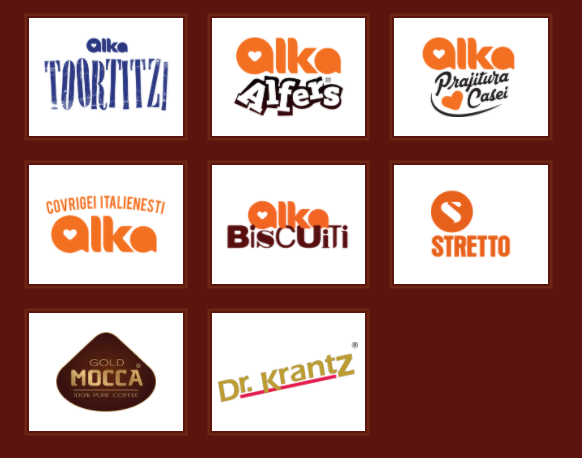 alka
TOORTITZI
alka
Alfers®
alka
Prajitura
Casei
COVRIGEI ITALIENESTI
alka
alka
BiSCUiTi
STRETTO
GOLD
MOCCA®
100% PURE COFFEE
Dr. Krantz®